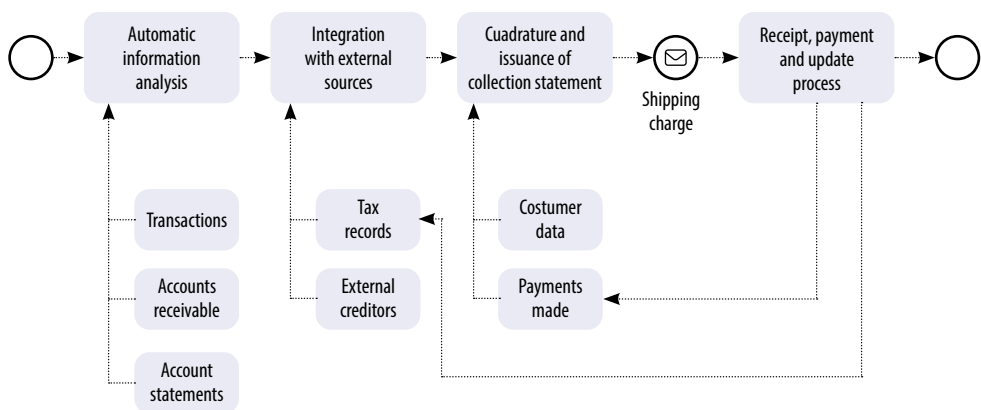 Automatic
information
analysis
Integration
with external
sources
Cuadrature and
issuance of
collection statement
Shipping
charge
Receipt, payment
and update
process
Transactions
Accounts
receivable
Account
statements
Tax
records
External
creditors
Costumer
data
Payments
made